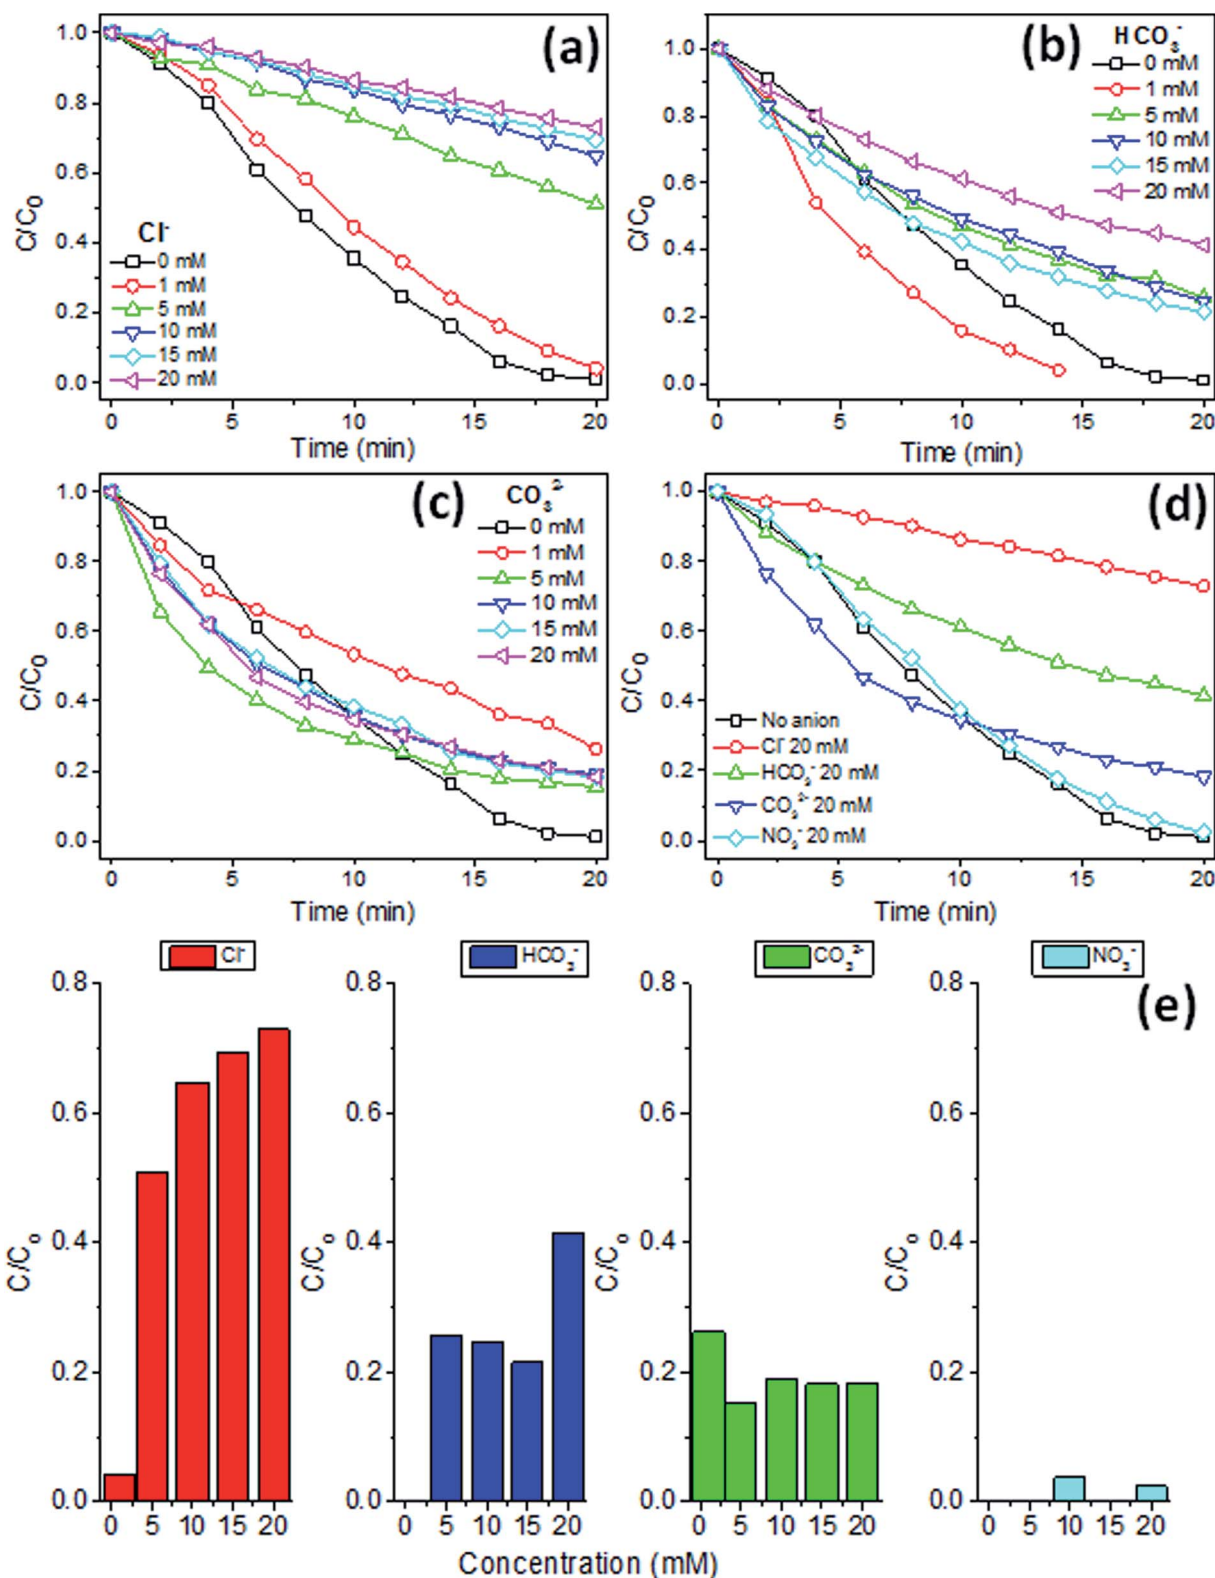 (a)
Cl⁻
0 mM
1 mM
5 mM
10 mM
15 mM
20 mM
C/C₀
1.0
0.8
0.6
0.4
0.2
0.0
0 5 10 15 20
Time (min)
(b)
HCO₃⁻
0 mM
1 mM
5 mM
10 mM
15 mM
20 mM
C/C₀
1.0
0.8
0.6
0.4
0.2
0.0
0 5 10 15 20
Time (min)
(c)
CO₃²⁻
0 mM
1 mM
5 mM
10 mM
15 mM
20 mM
C/C₀
1.0
0.8
0.6
0.4
0.2
0.0
0 5 10 15 20
Time (min)
(d)
No anion
Cl⁻ 20 mM
HCO₃⁻ 20 mM
CO₃²⁻ 20 mM
NO₃⁻ 20 mM
C/C₀
1.0
0.8
0.6
0.4
0.2
0.0
0 5 10 15 20
Time (min)
(e)
Cl⁻
C/Cₒ
0.8
0.6
0.4
0.2
0.0
0 5 10 15 20
HCO₃⁻
C/Cₒ
0.8
0.6
0.4
0.2
0.0
0 5 10 15 20
CO₃²⁻
C/Cₒ
0.8
0.6
0.4
0.2
0.0
0 5 10 15 20
NO₃⁻
C/Cₒ
0.8
0.6
0.4
0.2
0.0
0 5 10 15 20
Concentration (mM)